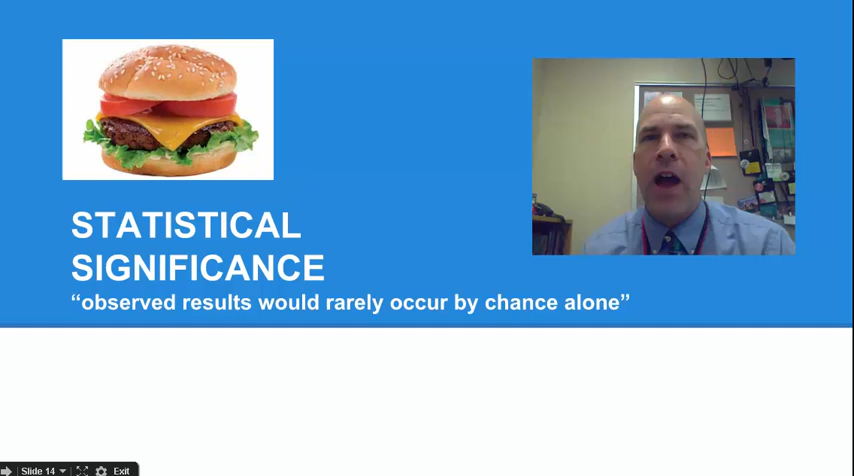 STATISTICAL
SIGNIFICANCE
“observed results would rarely occur by chance alone”
Slide 14
Exit